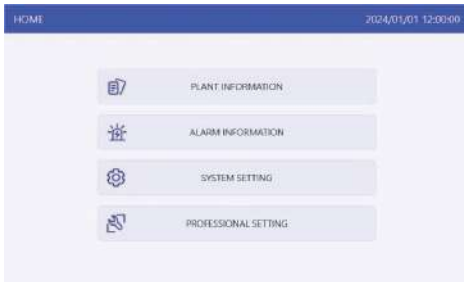 HOME 2024/01/01 12:00:00
PLANT INFORMATION
ALARM INFORMATION
SYSTEM SETTING
PROFESSIONAL SETTING